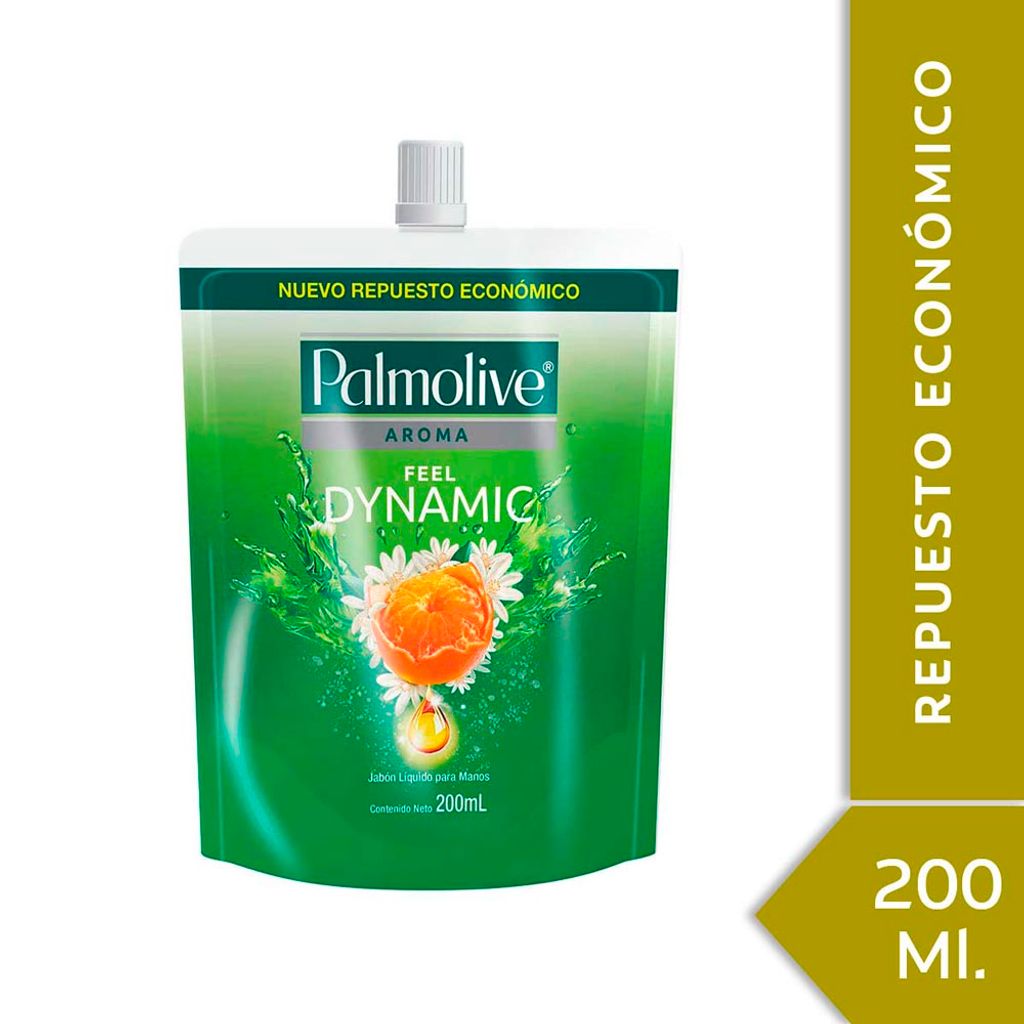 NUEVO REPUESTO ECONÓMICO
Palmolive®
AROMA
FEEL
DYNAMIC
Jabón Líquido para Manos
Contenido Neto 200mL
REPUESTO ECONÓMICO
200
Ml.